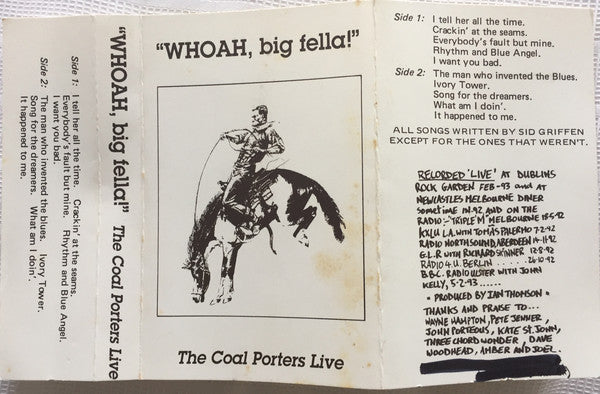 Side 1: I tell her all the time. Crackin' at the seams.
Everybody's fault but mine. Rhythm and Blue Angel.
I want you bad.
Side 2: The man who invented the blues. Ivory Tower.
Song for the dreamers. What am I doin'.
It happened to me.
"WHOAH, big fella!" The Coal Porters Live
"WHOAH, big fella!"
The Coal Porters Live
Side 1: I tell her all the time.
Crackin' at the seams.
Everybody's fault but mine.
Rhythm and Blue Angel.
I want you bad.
Side 2: The man who invented the Blues.
Ivory Tower.
Song for the dreamers.
What am I doin'.
It happened to me.
ALL SONGS WRITTEN BY SID GRIFFEN
EXCEPT FOR THE ONES THAT WEREN'T.
RELORDED 'LIVE' AT DUBLINS
ROCK GARDEN FEB-93 and AT
NEWCASTLES MELBOURNE DINER
sometime IN 92 AND ON THE
RADIO:- 'TRIPLE 'M' MELBOURNE 18·5·92
KXLU L.A. WITH TOMÁS PALERMO 7·2·92
RADIO NORTHSOUND, ABERDEEN 14·11·92
G.L.R WITH RICHARD SKINNER 12·8·92
RADIO 4 U. BERLIN ..... 26·10·92
B.B.C. RADIO ULSTER WITH JOHN
KELLY, 5·2·93 ......
• PRODUCED BY IAN THOMSON •
THANKS AND PRAISE TO...
WAYNE HAMPTON, PETE JENNER,
JOHN PORTEOUS, KATE ST. JOHN,
THREE CHORD WONDER, DAVE
WOODHEAD, AMBER AND JOEL.